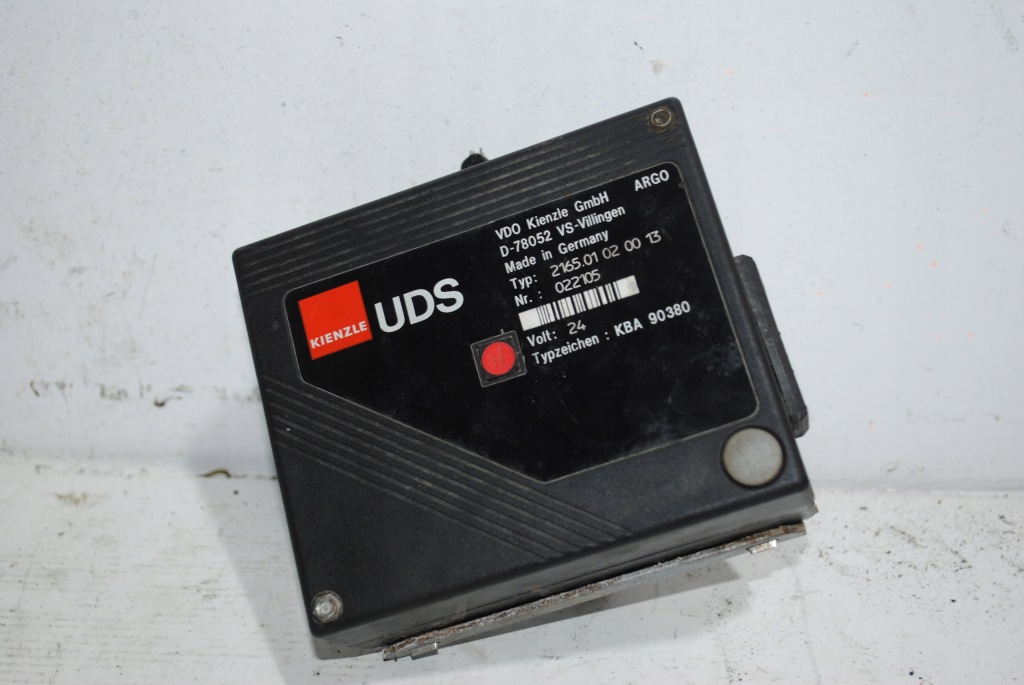 KIENZLE
UDS
ARGO
VDO Kienzle GmbH
D-78052 VS-Villingen
Made in Germany
Typ: 2165.01 02 00 13
Nr. : 022105
Volt: 24
Typzeichen : KBA 90380